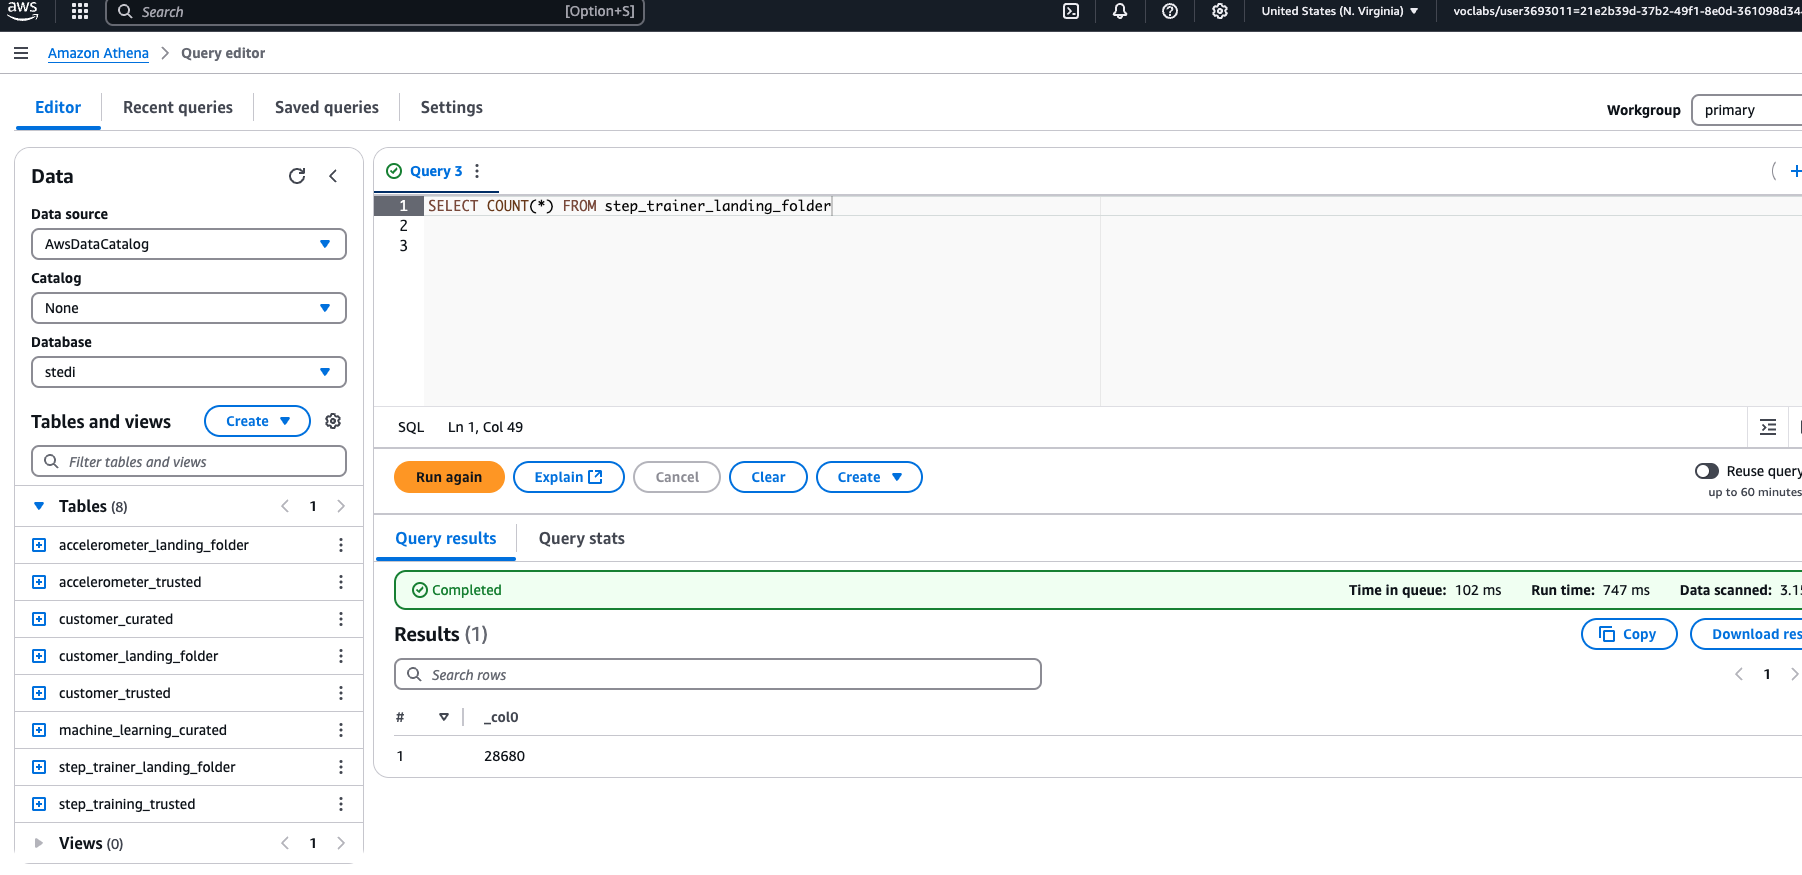 aws
Search
[Option+S]
United States (N. Virginia)
voclabs/user3693011=21e2b39d-37b2-49f1-8e0d-361098d34
Amazon Athena > Query editor
Editor
Recent queries
Saved queries
Settings
Workgroup
primary
Data
Data source
AwsDataCatalog
Catalog
None
Database
stedi
Tables and views
Create
Filter tables and views
Tables (8)
< 1 >
accelerometer_landing_folder
accelerometer_trusted
customer_curated
customer_landing_folder
customer_trusted
machine_learning_curated
step_trainer_landing_folder
step_training_trusted
Views (0)
< 1 >
Query 3
1 SELECT COUNT(*) FROM step_trainer_landing_folder
2
3
SQL
Ln 1, Col 49
Run again
Explain
Cancel
Clear
Create
Reuse query
up to 60 minutes
Query results
Query stats
Completed
Time in queue: 102 ms
Run time: 747 ms
Data scanned: 3.15
Results (1)
Copy
Download res
Search rows
< 1 >
# _col0
1 28680